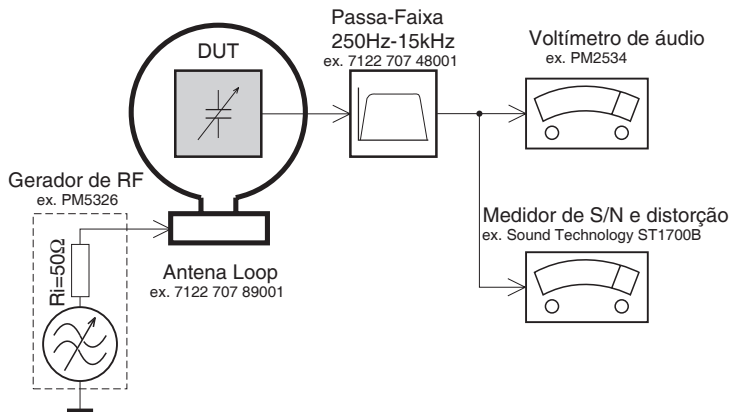 Passa-Faixa
250Hz-15kHz
ex. 7122 707 48001
DUT
Voltímetro de áudio
ex. PM2534
Gerador de RF
ex. PM5326
Ri=50Ω
Antena Loop
ex. 7122 707 89001
Medidor de S/N e distorção
ex. Sound Technology ST1700B